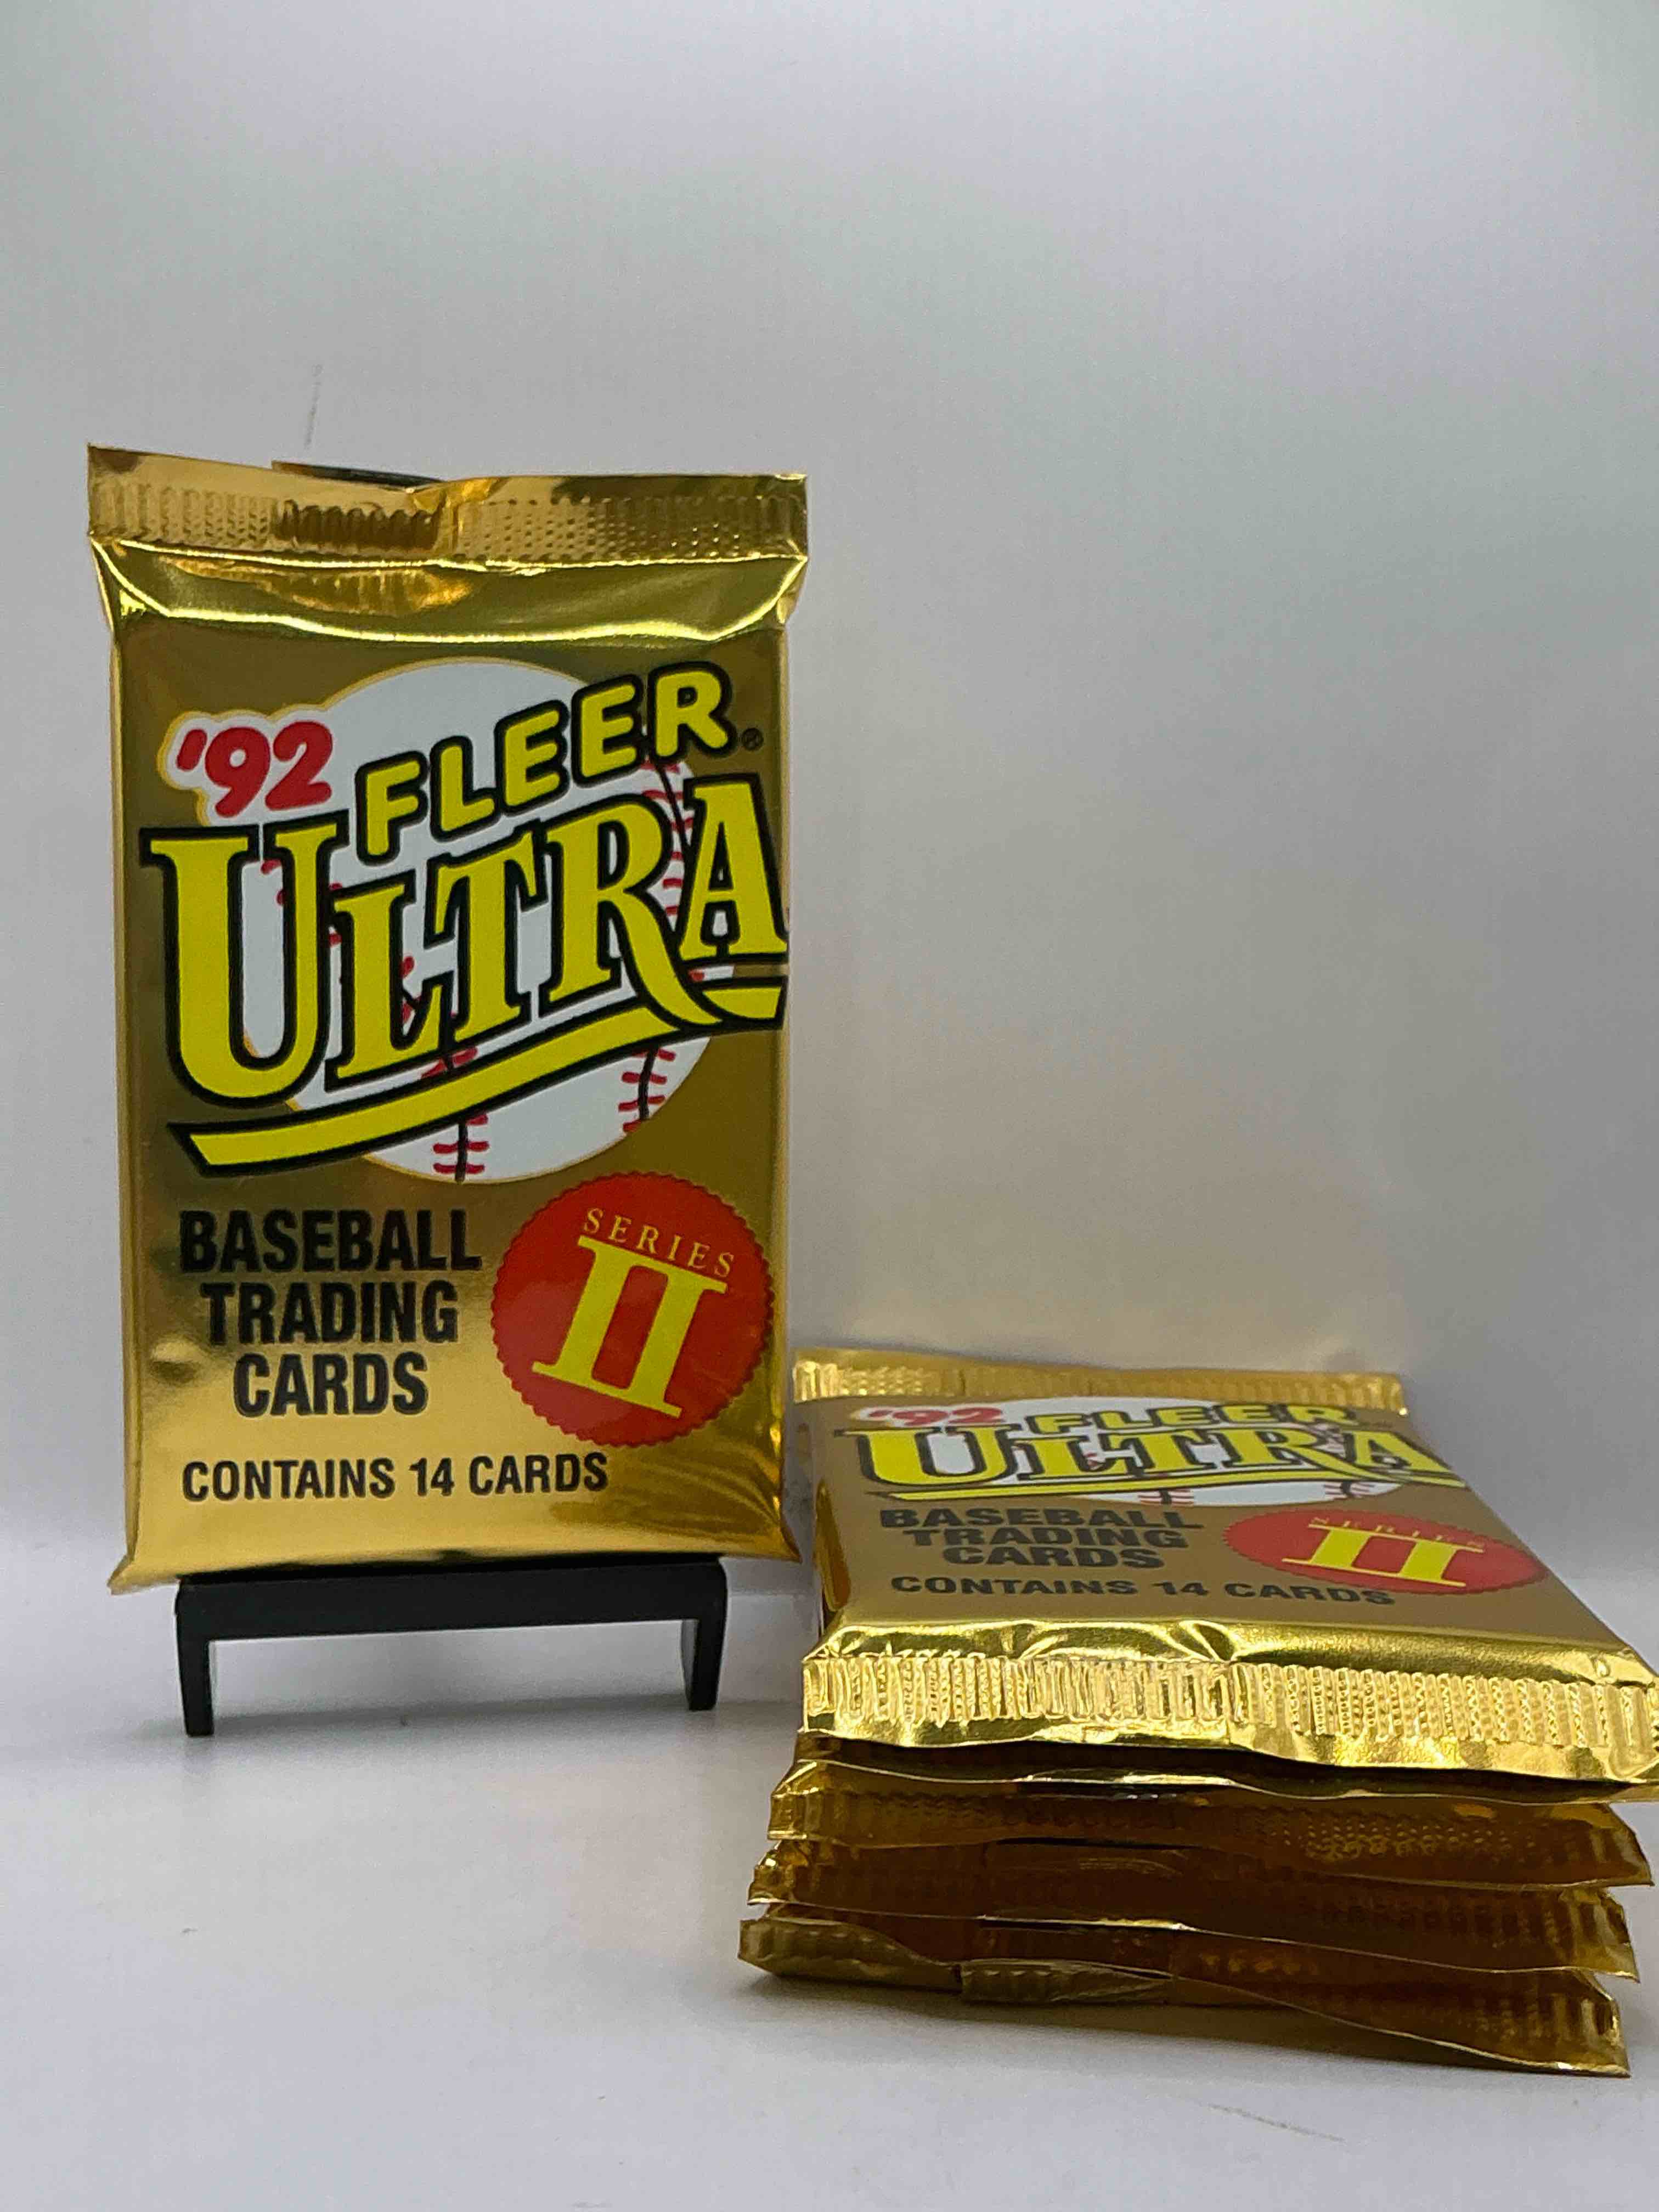 '92 FLEER®
ULTRA
BASEBALL
TRADING
CARDS
SERIES
II
CONTAINS 14 CARDS
'92 FLEER
ULTRA
BASEBALL
TRADING
CARDS
SERIES
II
CONTAINS 14 CARDS